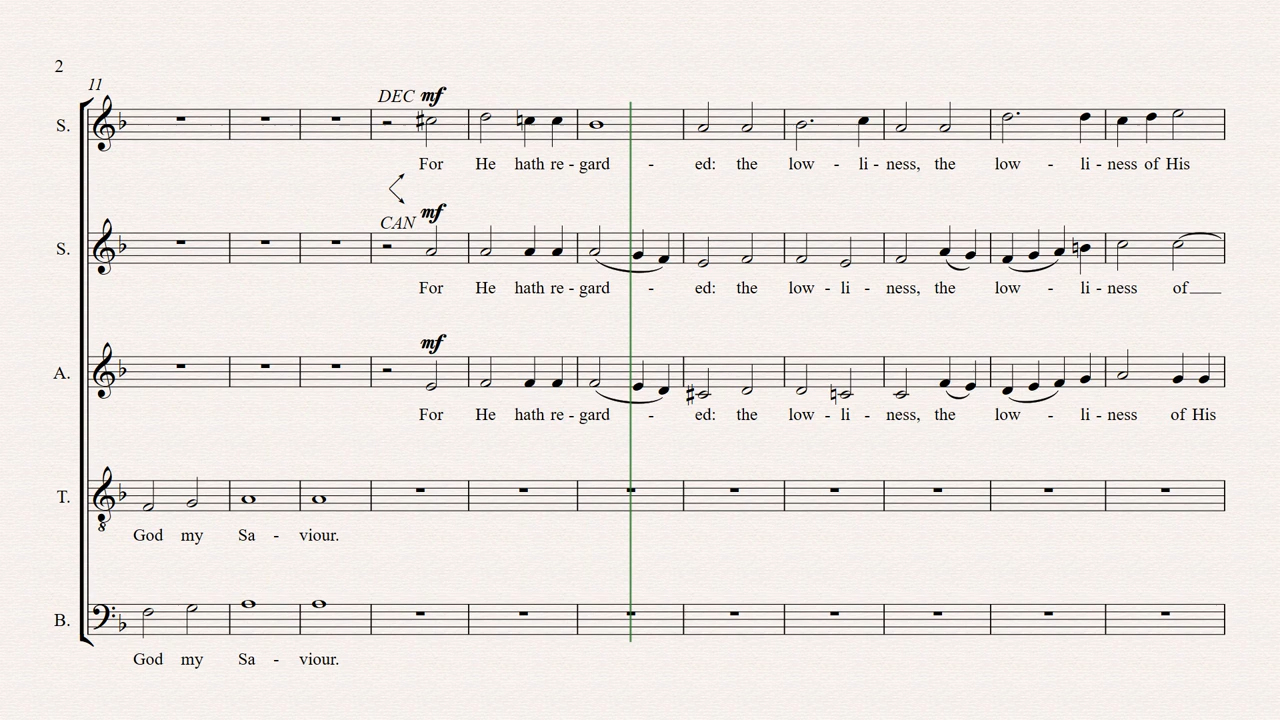 2
11
DEC mf
S.
For He hath re - gard - ed: the low - li - ness, the low - li - ness of His
CAN mf
S.
For He hath re - gard - ed: the low - li - ness, the low - li - ness of
mf
A.
For He hath re - gard - ed: the low - li - ness, the low - li - ness of His
T.
8
God my Sa - viour.
B.
God my Sa - viour.